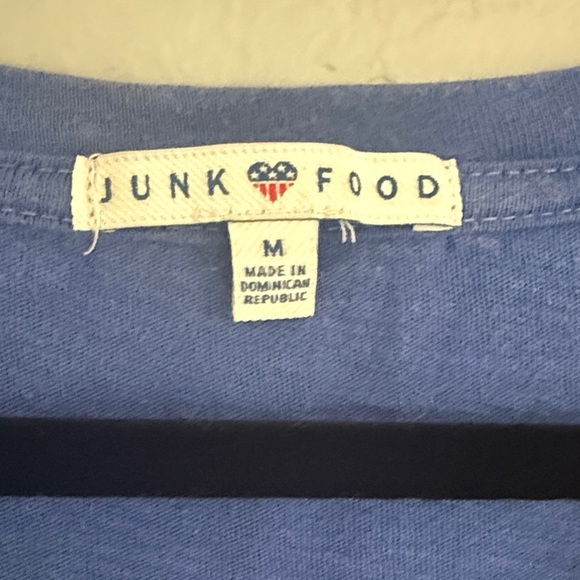 JUNK FOOD
M
MADE IN
DOMINICAN
REPUBLIC